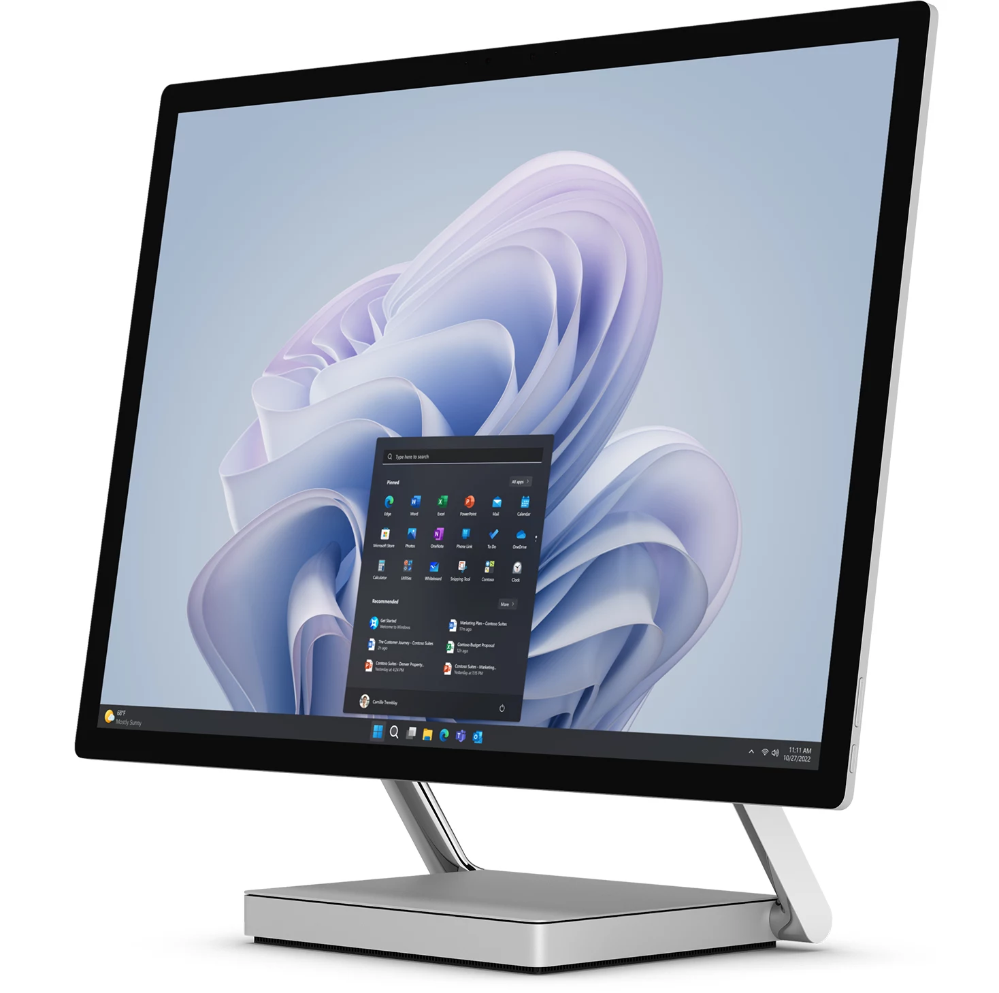 Type here to search
Pinned
All apps
Edge
Word
Excel
PowerPoint
Mail
Calendar
Microsoft Store
Photos
OneNote
Phone Link
To Do
OneDrive
Calculator
Utilities
Whiteboard
Snipping Tool
Contoso
Clock
Recommended
More
Get Started
Welcome to Windows
Marketing Plan – Contoso Suites
17m ago
The Customer Journey - Contoso Suites
2h ago
Contoso Budget Proposal
12h ago
Contoso Suites - Denver Property...
Yesterday at 4:24 PM
Contoso Suites - Marketing...
Yesterday at 1:15 PM
Camille Tremblay
68°F
Mostly Sunny
11:11 AM
10/27/2022